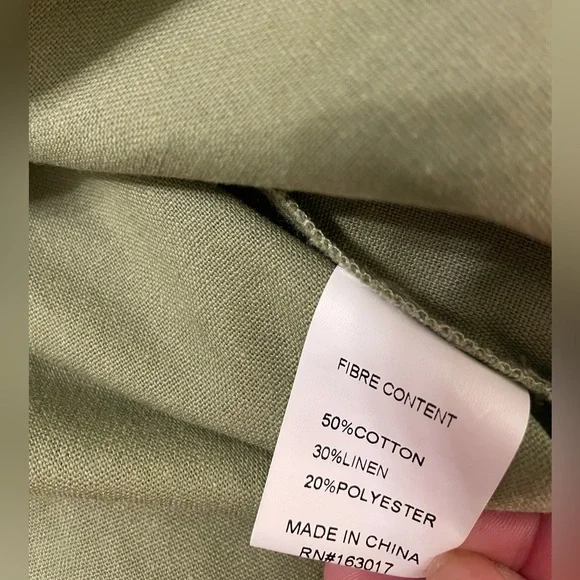 FIBRE CONTENT
50%COTTON
30%LINEN
20%POLYESTER
MADE IN CHINA
RN#163017